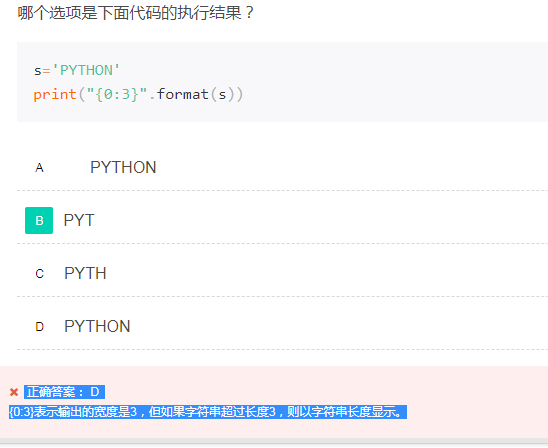 哪个选项是下面代码的执行结果？
s='PYTHON'
print("{0:3}".format(s))
A PYTHON
B PYT
C PYTH
D PYTHON
✖ 正确答案： D
{0:3}表示输出的宽度是3，但如果字符串超过长度3，则以字符串长度显示。